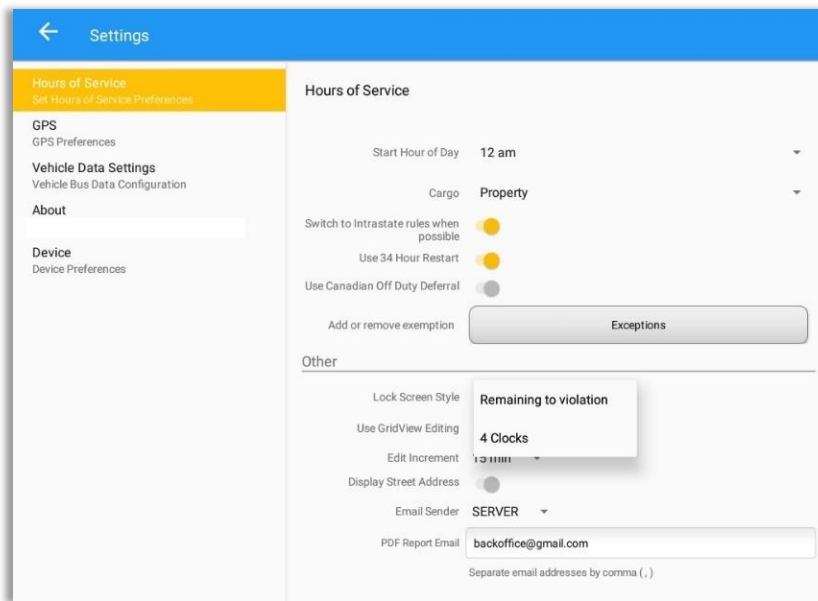 Settings
Hours of Service
Set Hours of Service Preferences
GPS
GPS Preferences
Vehicle Data Settings
Vehicle Bus Data Configuration
About
Device
Device Preferences
Hours of Service
Start Hour of Day 12 am
Cargo Property
Switch to Intrastate rules when
possible
Use 34 Hour Restart
Use Canadian Off Duty Deferral
Add or remove exemption Exceptions
Other
Lock Screen Style Remaining to violation
Use GridView Editing 4 Clocks
Edit Increment 15 min
Display Street Address
Email Sender SERVER
PDF Report Email backoffice@gmail.com
Separate email addresses by comma ( , )